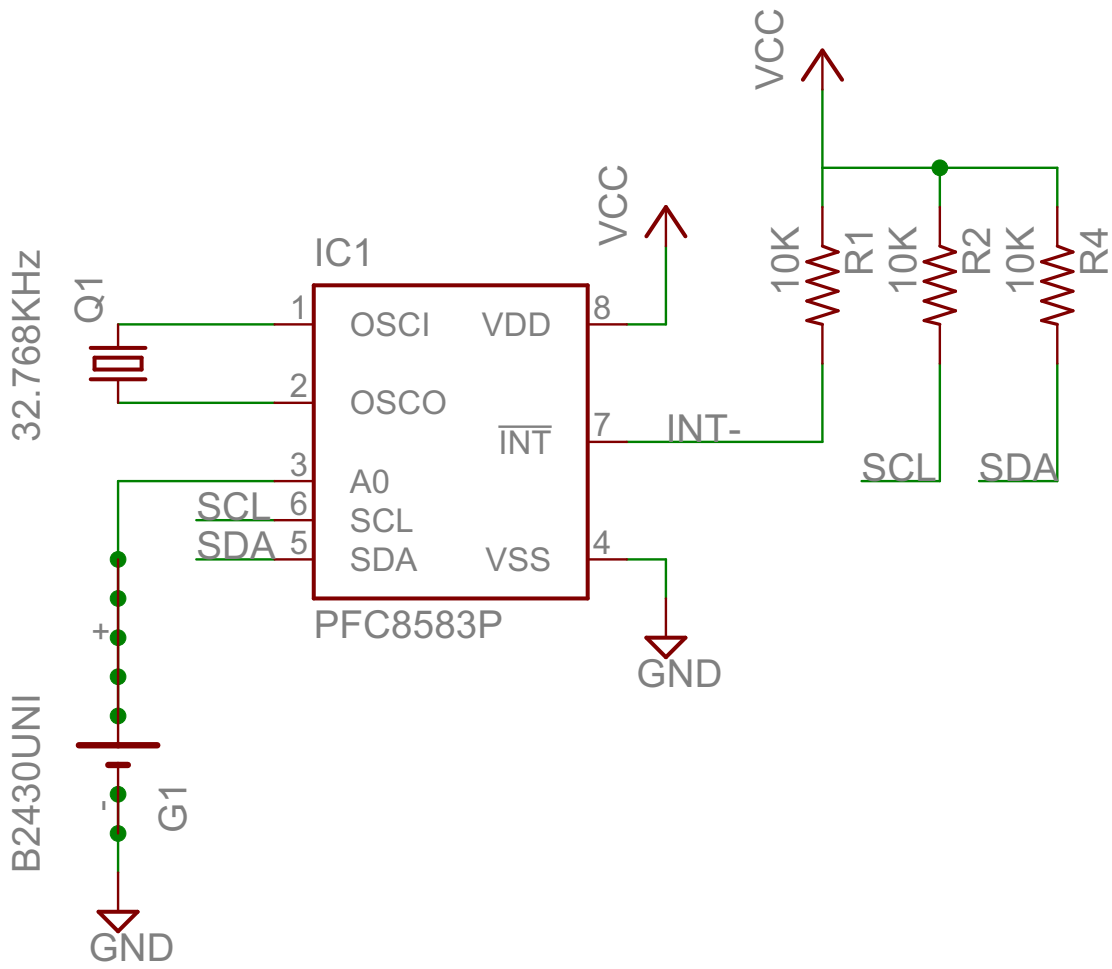 VCC
VCC
IC1
10K
R1
10K
R2
10K
R4
32.768KHz
Q1
1
OSCI
VDD
8
2
OSCO
INT
7
INT-
3
A0
SCL
6
SCL
SDA
5
SDA
VSS
4
SCL
SDA
PFC8583P
GND
+
B2430UNI
-
G1
GND